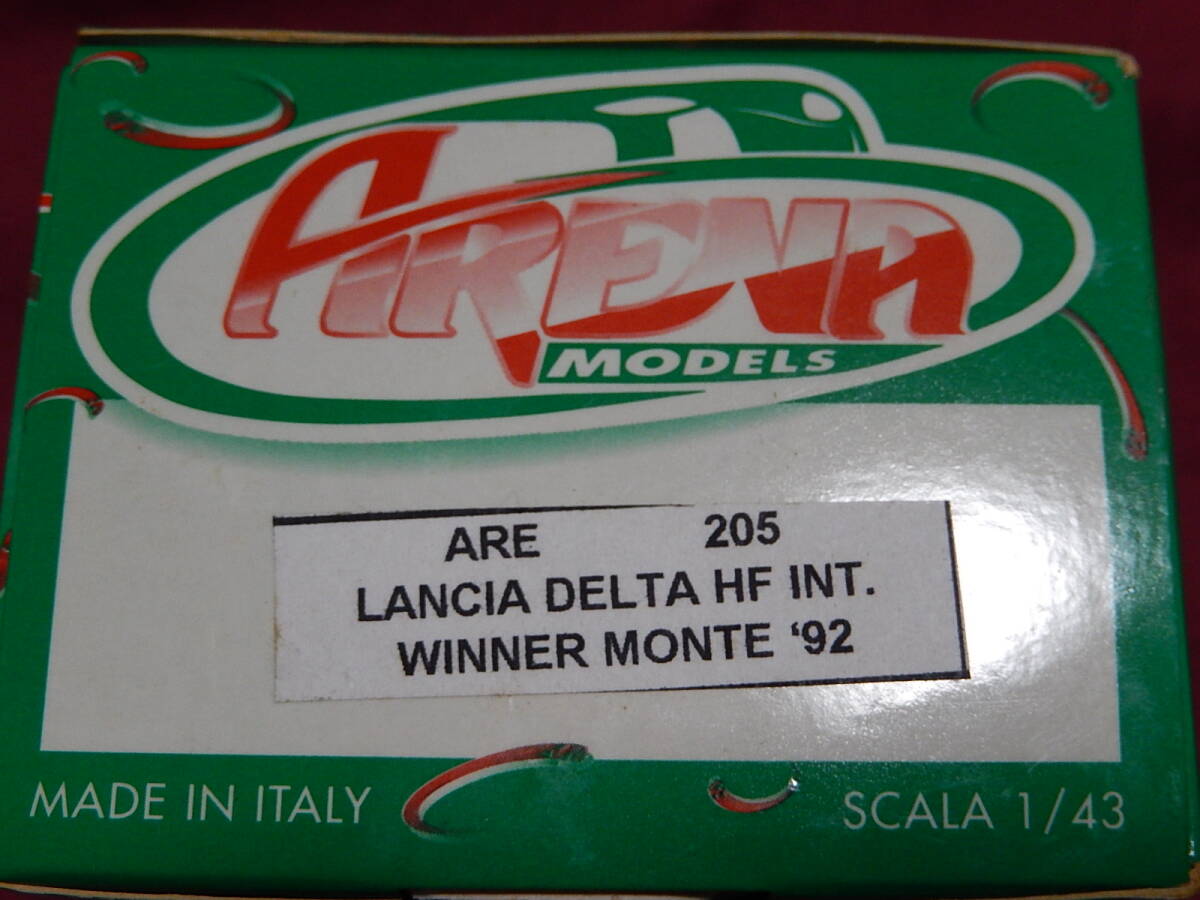 ARENA
MODELS
ARE 205
LANCIA DELTA HF INT.
WINNER MONTE ‘92
MADE IN ITALY
SCALA 1/43